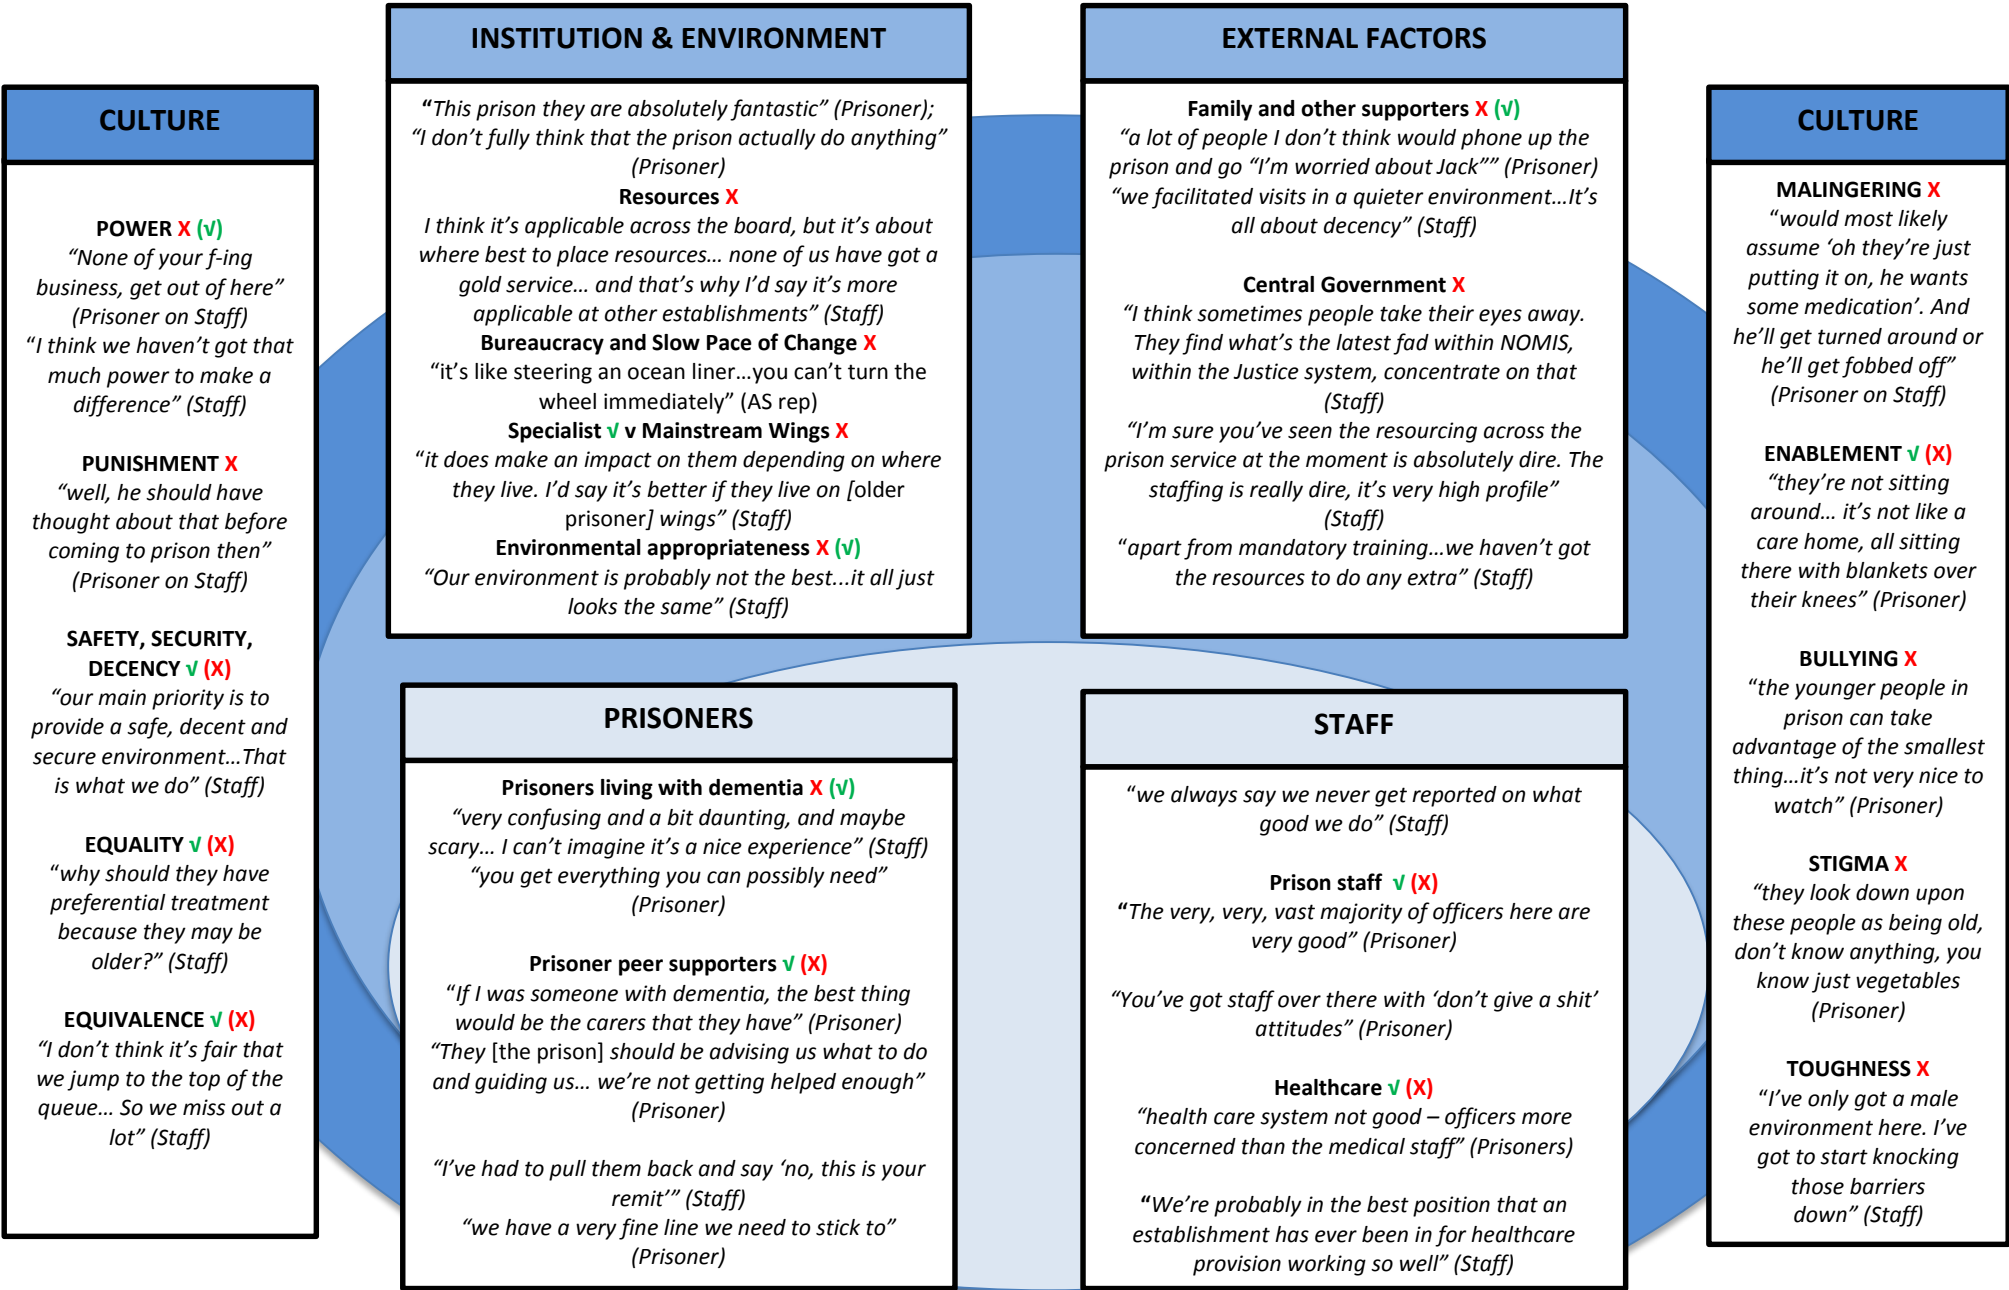 CULTURE
POWER X (√)
“None of your f-ing
business, get out of here”
(Prisoner on Staff)
“I think we haven’t got that
much power to make a
difference” (Staff)
PUNISHMENT X
“well, he should have
thought about that before
coming to prison then”
(Prisoner on Staff)
SAFETY, SECURITY,
DECENCY √ (X)
“our main priority is to
provide a safe, decent and
secure environment…That
is what we do” (Staff)
EQUALITY √ (X)
“why should they have
preferential treatment
because they may be
older?” (Staff)
EQUIVALENCE √ (X)
“I don’t think it’s fair that
we jump to the top of the
queue… So we miss out a
lot” (Staff)
INSTITUTION & ENVIRONMENT
“This prison they are absolutely fantastic” (Prisoner);
“I don’t fully think that the prison actually do anything”
(Prisoner)
Resources X
I think it’s applicable across the board, but it’s about
where best to place resources… none of us have got a
gold service… and that’s why I’d say it’s more
applicable at other establishments” (Staff)
Bureaucracy and Slow Pace of Change X
“it’s like steering an ocean liner…you can’t turn the
wheel immediately” (AS rep)
Specialist √ v Mainstream Wings X
“it does make an impact on them depending on where
they live. I’d say it’s better if they live on [older
prisoner] wings” (Staff)
Environmental appropriateness X (√)
“Our environment is probably not the best...it all just
looks the same” (Staff)
EXTERNAL FACTORS
Family and other supporters X (√)
“a lot of people I don’t think would phone up the
prison and go “I’m worried about Jack”” (Prisoner)
“we facilitated visits in a quieter environment…It’s
all about decency” (Staff)
Central Government X
“I think sometimes people take their eyes away.
They find what’s the latest fad within NOMIS,
within the Justice system, concentrate on that
(Staff)
“I’m sure you’ve seen the resourcing across the
prison service at the moment is absolutely dire. The
staffing is really dire, it’s very high profile”
(Staff)
“apart from mandatory training…we haven’t got
the resources to do any extra” (Staff)
PRISONERS
Prisoners living with dementia X (√)
“very confusing and a bit daunting, and maybe
scary… I can’t imagine it’s a nice experience” (Staff)
“you get everything you can possibly need”
(Prisoner)
Prisoner peer supporters √ (X)
“If I was someone with dementia, the best thing
would be the carers that they have” (Prisoner)
“They [the prison] should be advising us what to do
and guiding us… we’re not getting helped enough”
(Prisoner)
“I’ve had to pull them back and say ‘no, this is your
remit’” (Staff)
“we have a very fine line we need to stick to”
(Prisoner)
STAFF
“we always say we never get reported on what
good we do” (Staff)
Prison staff √ (X)
“The very, very, vast majority of officers here are
very good” (Prisoner)
“You’ve got staff over there with ‘don’t give a shit’
attitudes” (Prisoner)
Healthcare √ (X)
“health care system not good – officers more
concerned than the medical staff” (Prisoners)
“We’re probably in the best position that an
establishment has ever been in for healthcare
provision working so well” (Staff)
CULTURE
MALINGERING X
“would most likely
assume ‘oh they’re just
putting it on, he wants
some medication’. And
he’ll get turned around or
he’ll get fobbed off”
(Prisoner on Staff)
ENABLEMENT √ (X)
“they’re not sitting
around… it’s not like a
care home, all sitting
there with blankets over
their knees” (Prisoner)
BULLYING X
“the younger people in
prison can take
advantage of the smallest
thing…it’s not very nice to
watch” (Prisoner)
STIGMA X
“they look down upon
these people as being old,
don’t know anything, you
know just vegetables
(Prisoner)
TOUGHNESS X
“I’ve only got a male
environment here. I’ve
got to start knocking
those barriers
down” (Staff)